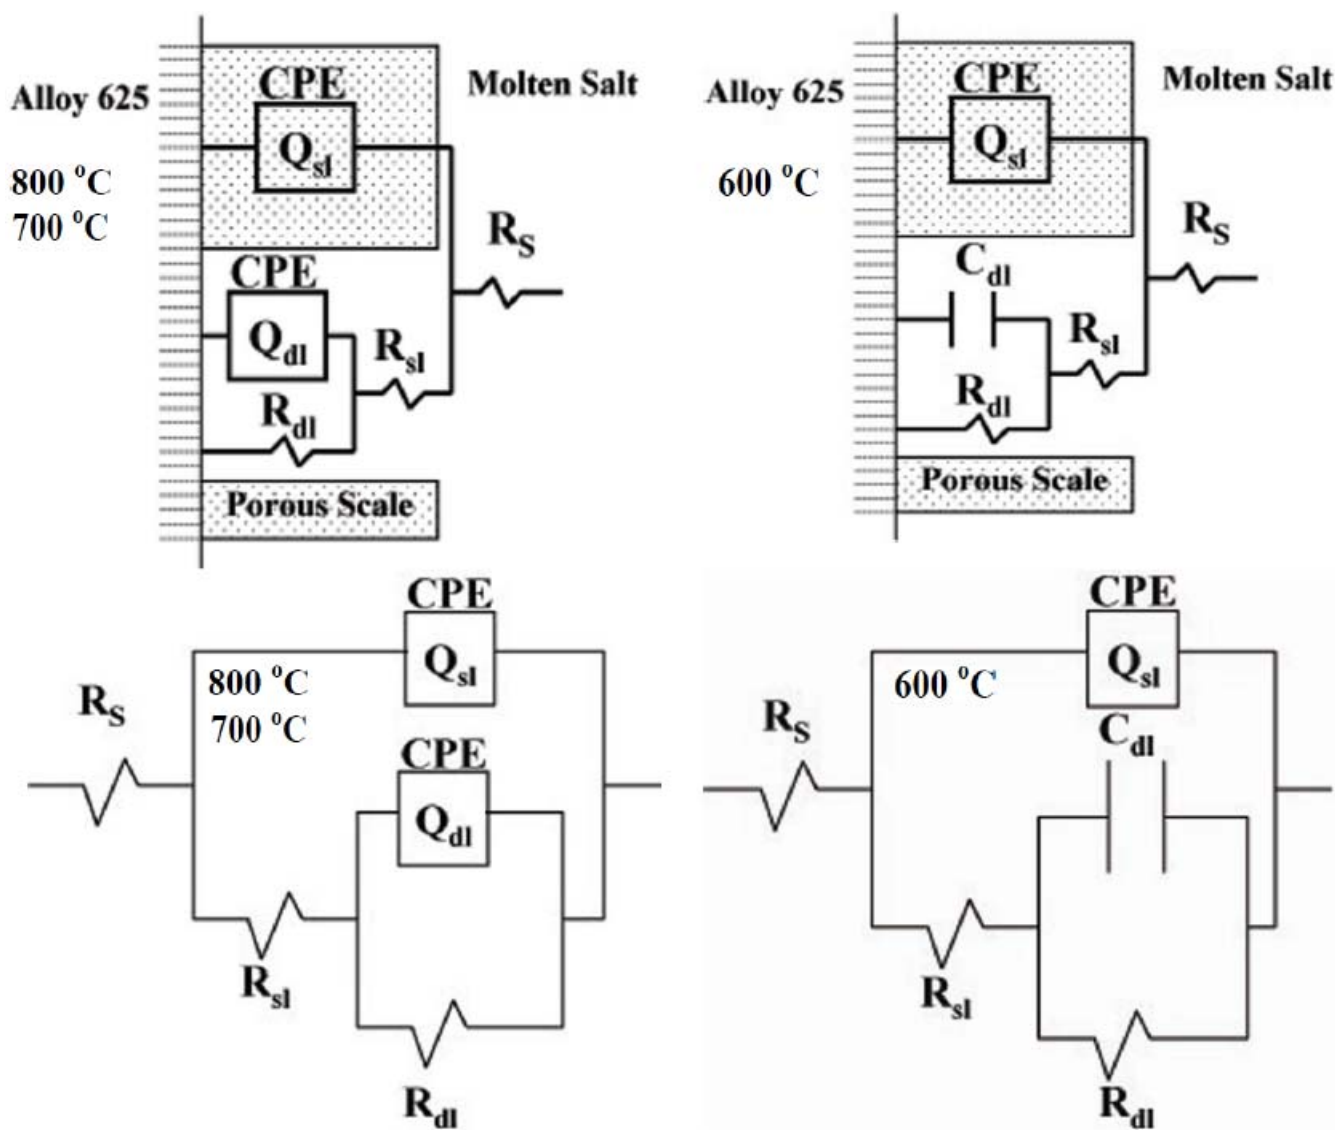 CPE
Molten Salt
Alloy 625
Qsl
800 °C
700 °C
RS
CPE
Qdl
Rsl
Rdl
Porous Scale
CPE
Molten Salt
Alloy 625
Qsl
600 °C
RS
Cdl
Rsl
Rdl
Porous Scale
CPE
Qsl
800 °C
700 °C
RS
CPE
Qdl
Rsl
Rdl
CPE
Qsl
600 °C
RS
Cdl
Rsl
Rdl